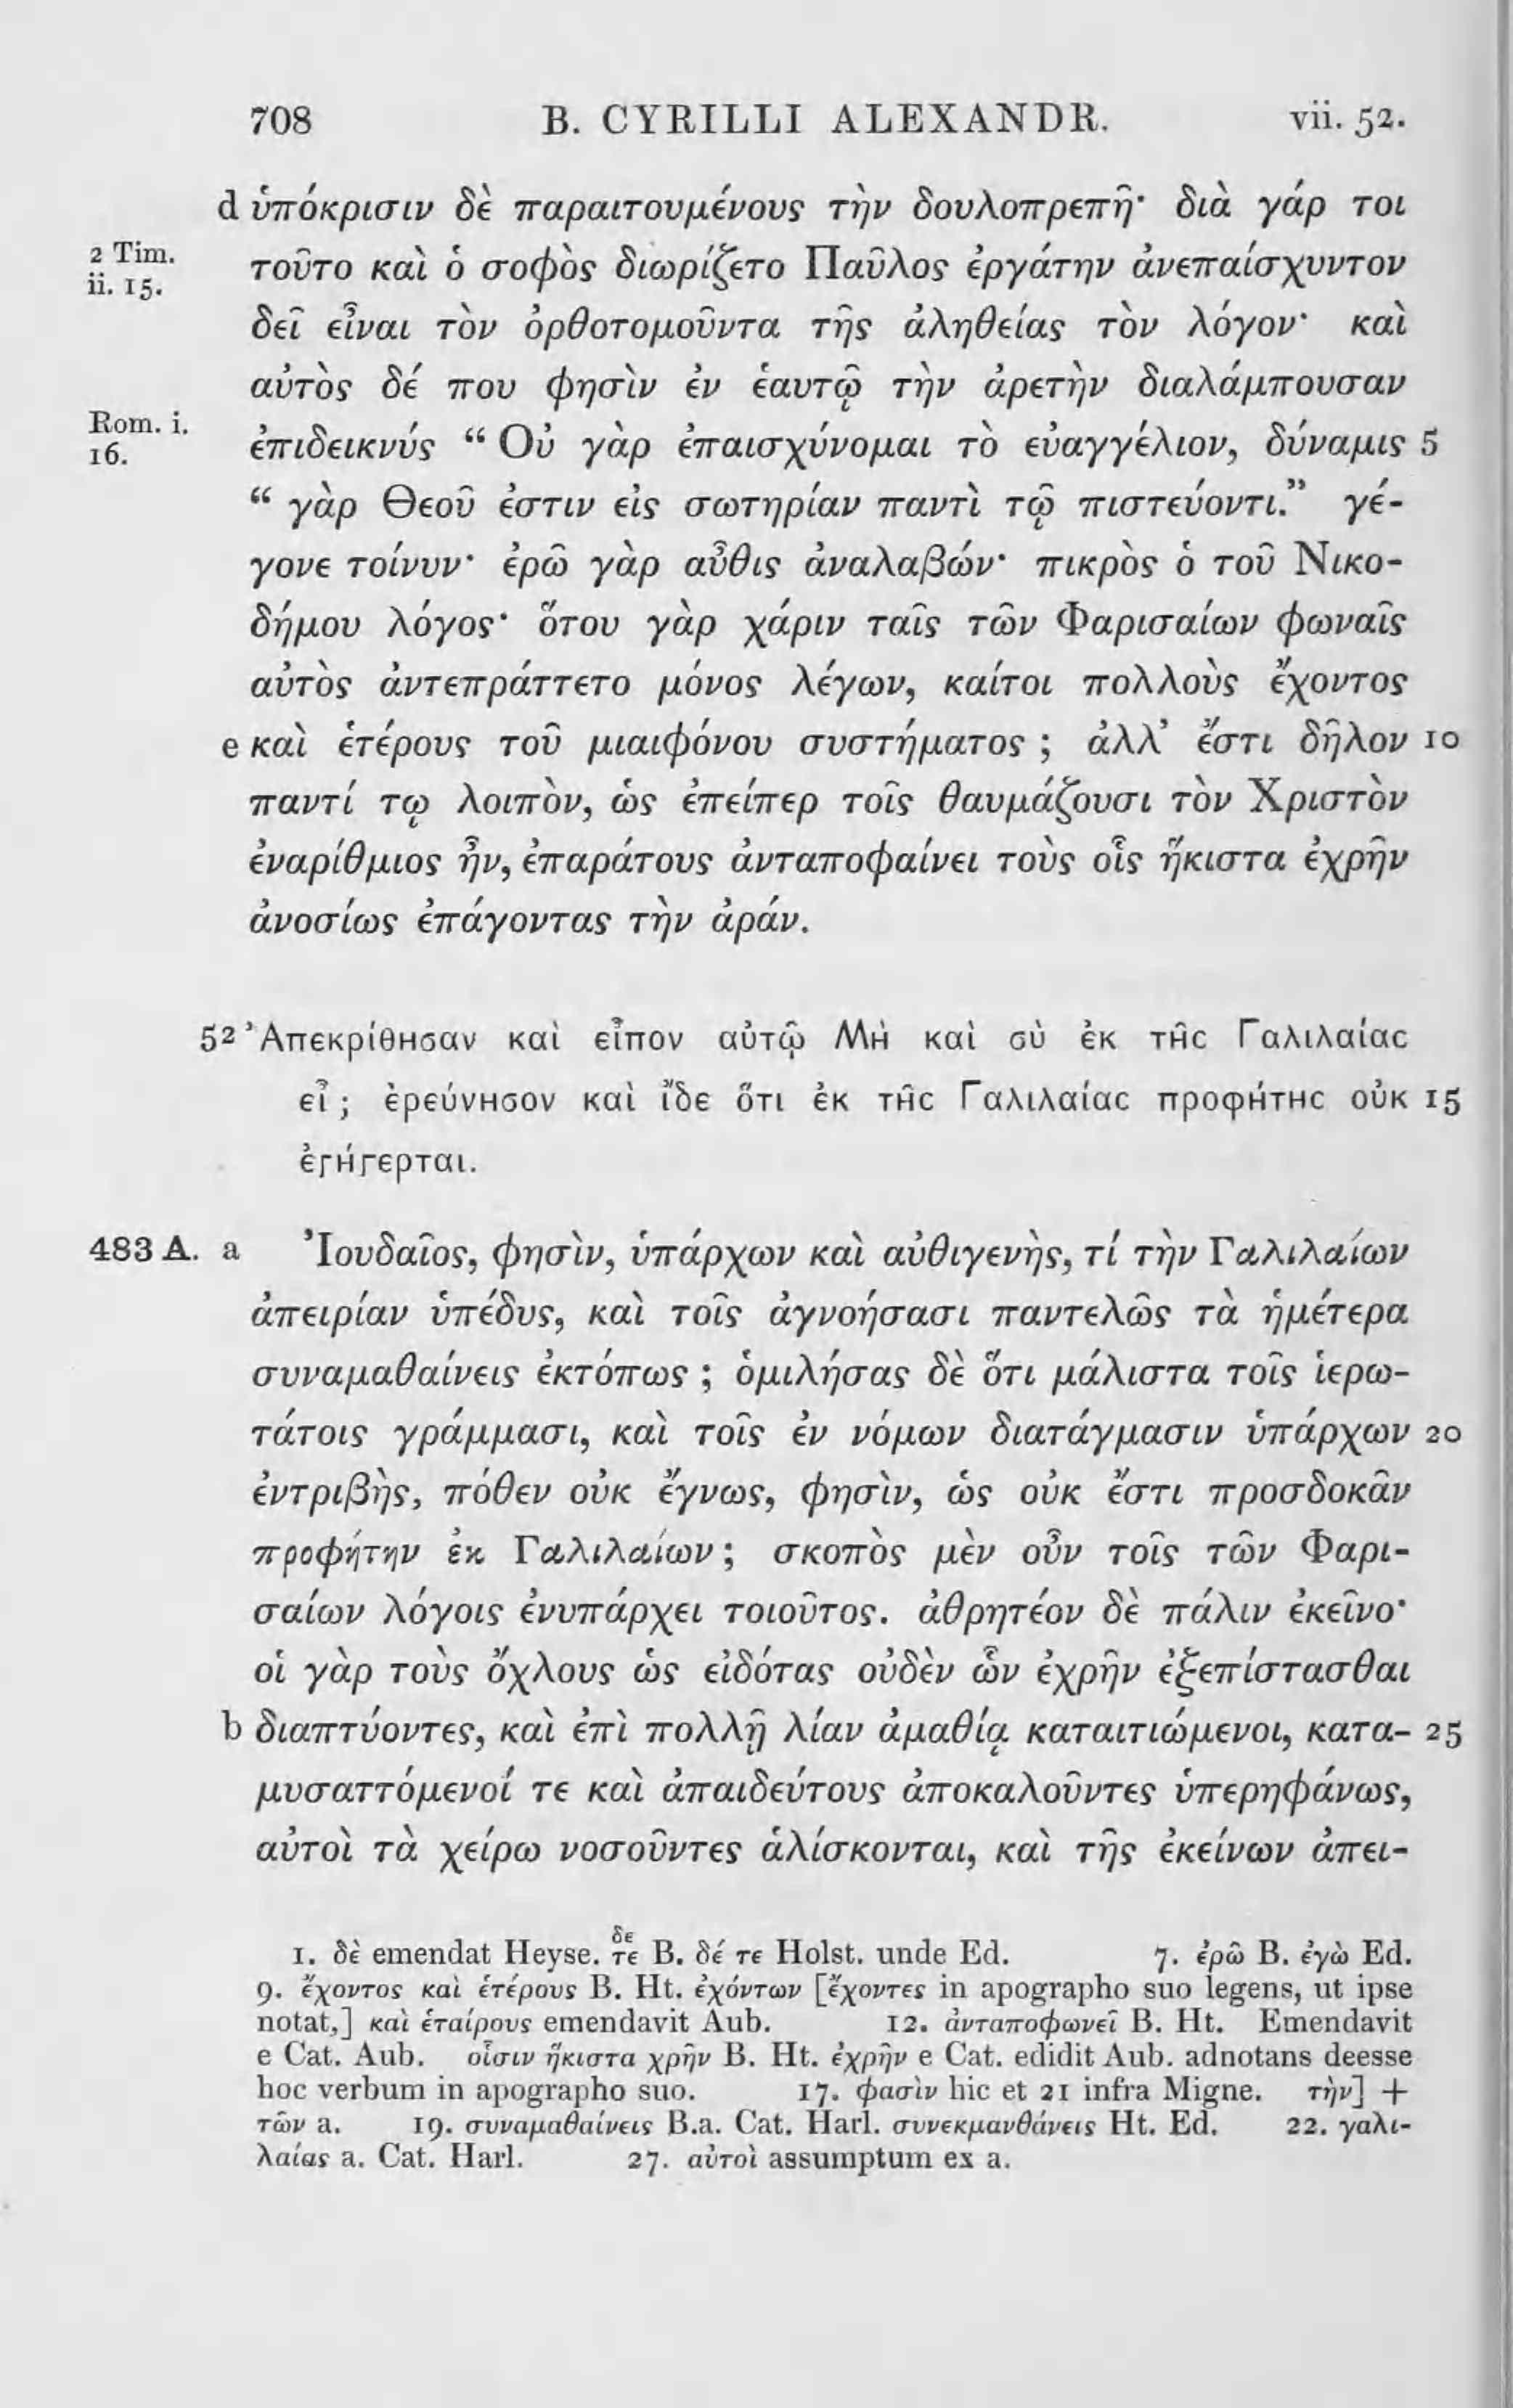 708 B. CYRILLI ALEXANDR. vii. 52.
d ὑπόκρισιν δὲ παραιτουμένους τὴν δουλοπρεπῆ· διὰ γάρ τοι
2 Tim. ii. 15. τοῦτο καὶ ὁ σοφὸς διωρίζετο Παῦλος ἐργάτην ἀνεπαίσχυντον
δεῖ εἶναι τὸν ὀρθοτομοῦντα τῆς ἀληθείας τὸν λόγον· καὶ
αὐτὸς δέ που φησὶν ἐν ἑαυτῷ τὴν ἀρετὴν διαλάμπουσαν
Rom. i. 16. ἐπιδεικνύς “ Οὐ γὰρ ἐπαισχύνομαι τὸ εὐαγγέλιον, δύναμις 5
“ γὰρ Θεοῦ ἐστιν εἰς σωτηρίαν παντὶ τῷ πιστεύοντι.” γέ-
γονε τοίνυν· ἐρῶ γὰρ αὖθις ἀναλαβών· πικρὸς ὁ τοῦ Νικο-
δήμου λόγος· ὅτου γὰρ χάριν ταῖς τῶν Φαρισαίων φωναῖς
αὐτὸς ἀντεπράττετο μόνος λέγων, καίτοι πολλοὺς ἔχοντος
e καὶ ἑτέρους τοῦ μιαιφόνου συστήματος ; ἀλλ’ ἔστι δῆλον 10
παντί τῳ λοιπὸν, ὡς ἐπείπερ τοῖς θαυμάζουσι τὸν Χριστὸν
ἐναρίθμιος ἦν, ἐπαράτους ἀνταποφαίνει τοὺς οἷς ἥκιστα ἐχρῆν
ἀνοσίως ἐπάγοντας τὴν ἀράν.
52 Ἀπεκρίθησαν καὶ εἶπον αὐτῷ Μὴ καὶ σὺ ἐκ τῆς Γαλιλαίας
εἶ ; ἐρεύνησον καὶ ἴδε ὅτι ἐκ τῆς Γαλιλαίας προφήτης οὐκ 15
ἐγήγερται.
483 A. a Ἰουδαῖος, φησὶν, ὑπάρχων καὶ αὐθιγενὴς, τί τὴν Γαλιλαίων
ἀπειρίαν ὑπέδυς, καὶ τοῖς ἀγνοήσασι παντελῶς τὰ ἡμέτερα
συναμαθαίνεις ἐκτόπως ; ὁμιλήσας δὲ ὅτι μάλιστα τοῖς ἱερω-
τάτοις γράμμασι, καὶ τοῖς ἐν νόμων διατάγμασιν ὑπάρχων 20
ἐντριβὴς, πόθεν οὐκ ἔγνως, φησὶν, ὡς οὐκ ἔστι προσδοκᾶν
προφήτην ἐκ Γαλιλαίων ; σκοπὸς μὲν οὖν τοῖς τῶν Φαρι-
σαίων λόγοις ἐνυπάρχει τοιοῦτος. ἀθρητέον δὲ πάλιν ἐκεῖνο·
οἱ γὰρ τοὺς ὄχλους ὡς εἰδότας οὐδὲν ὧν ἐχρῆν ἐξεπίστασθαι
b διαπτύοντες, καὶ ἐπὶ πολλῇ λίαν ἀμαθίᾳ καταιτιώμενοι, κατα- 25
μυσαττόμενοί τε καὶ ἀπαιδεύτους ἀποκαλοῦντες ὑπερηφάνως,
αὐτοὶ τὰ χείρω νοσοῦντες ἁλίσκονται, καὶ τῆς ἐκείνων ἀπει-
δε
1. δὲ emendat Heyse. τε B. δέ τε Holst. unde Ed. 7. ἐρῶ B. ἐγὼ Ed.
9. ἔχοντος καὶ ἑτέρους B. Ht. ἐχόντων [ἔχοντες in apographo suo legens, ut ipse
notat,] καὶ ἑταίρους emendavit Aub. 12. ἀνταποφωνεῖ B. Ht. Emendavit
e Cat. Aub. οἷσιν ἥκιστα χρῆν B. Ht. ἐχρῆν e Cat. edidit Aub. adnotans deesse
hoc verbum in apographo suo. 17. φασὶν hic et 21 infra Migne. τὴν] +
τῶν a. 19. συναμαθαίνεις B.a. Cat. Harl. συνεκμανθάνεις Ht. Ed. 22. γαλι-
λαίας a. Cat. Harl. 27. αὐτοὶ assumptum ex a.